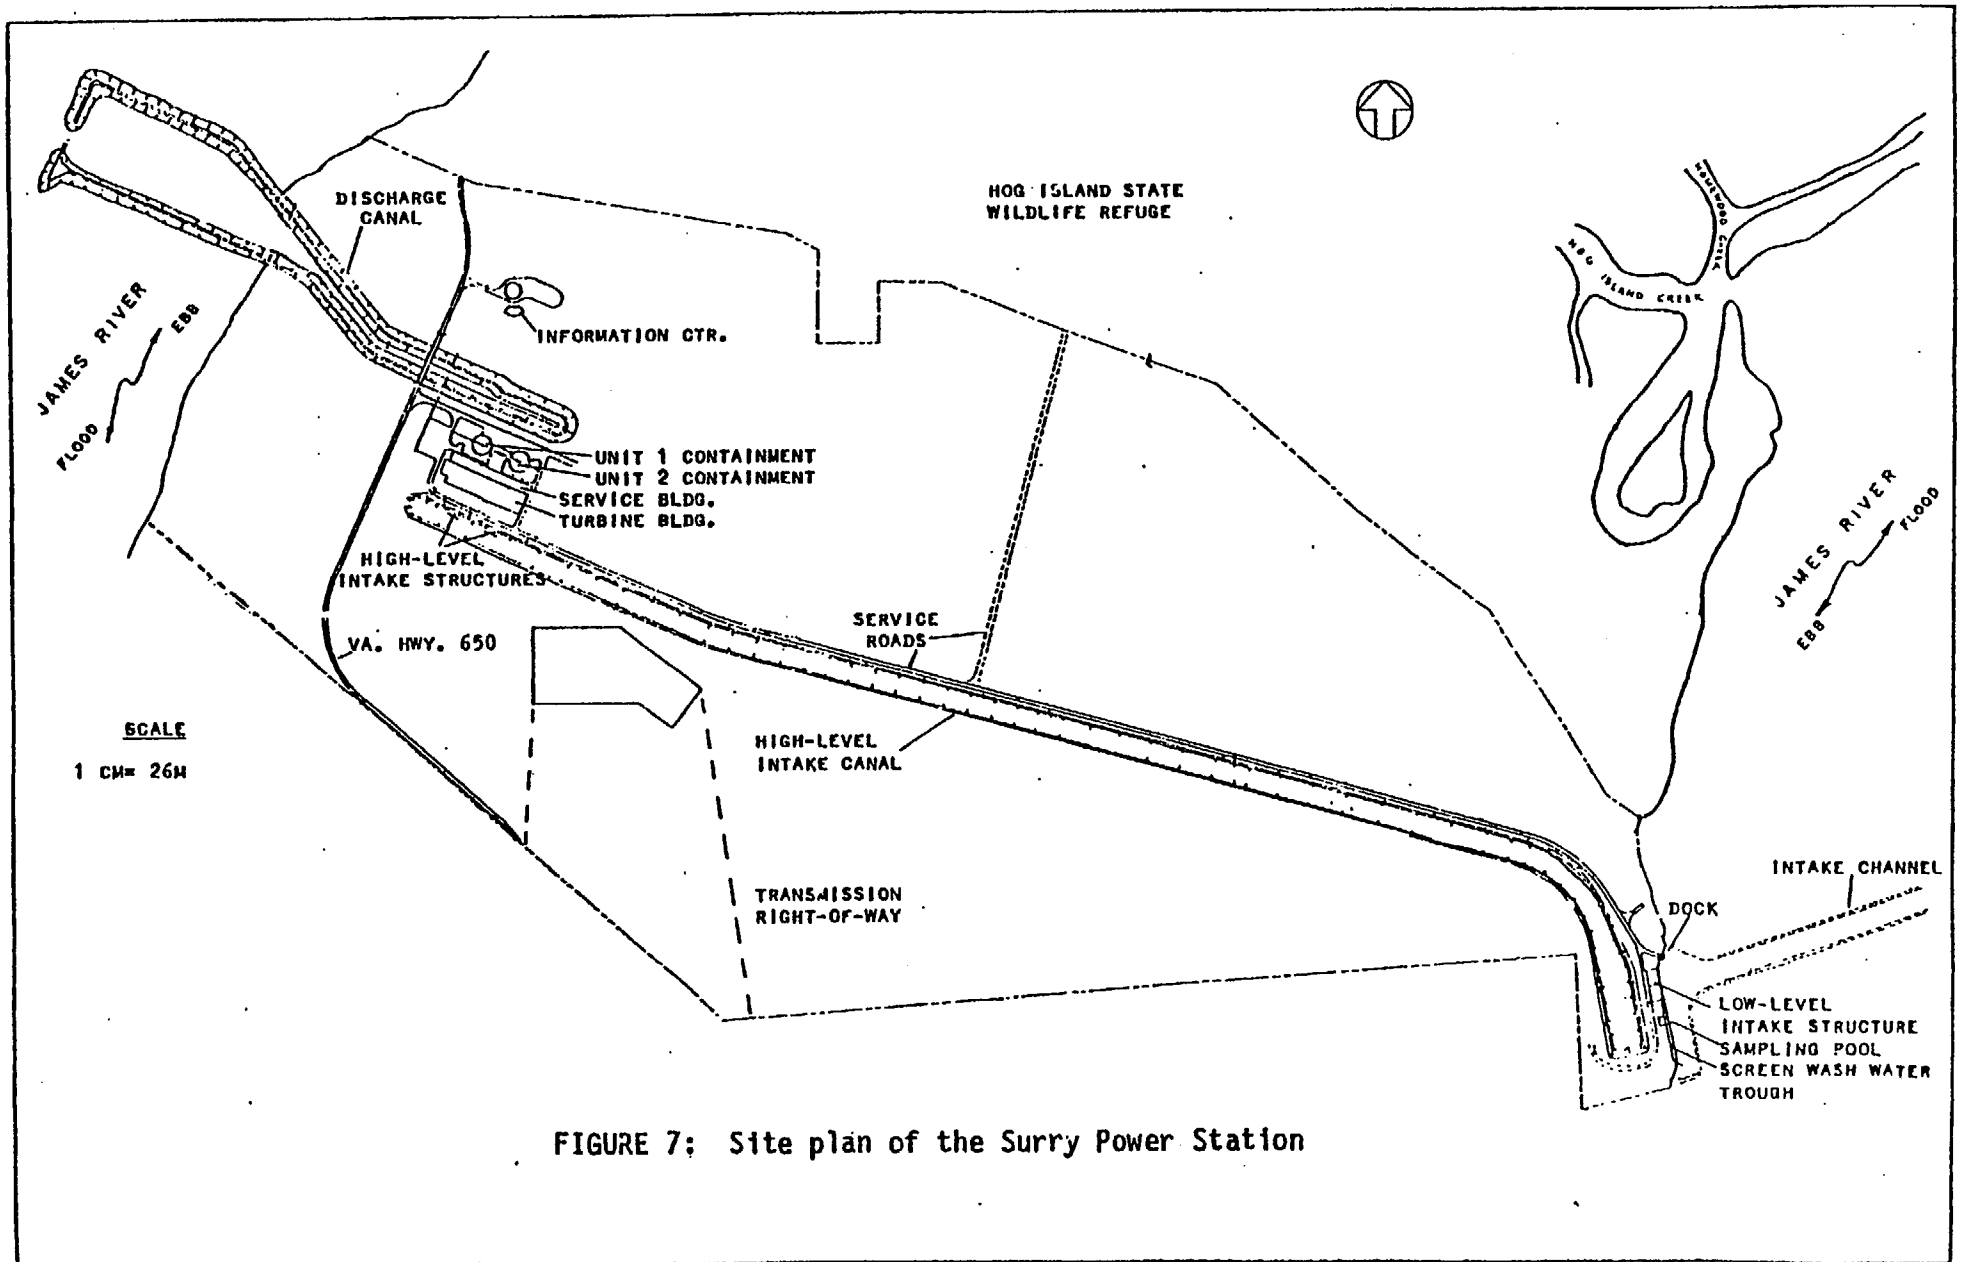 HOG ISLAND STATE
WILDLIFE REFUGE
HOMEWOOD CREEK
HOG ISLAND CREEK
DISCHARGE
CANAL
JAMES RIVER
EBB
FLOOD
INFORMATION CTR.
UNIT 1 CONTAINMENT
UNIT 2 CONTAINMENT
SERVICE BLDG.
TURBINE BLDG.
HIGH-LEVEL
INTAKE STRUCTURES
VA. HWY. 650
SERVICE
ROADS
JAMES RIVER
FLOOD
EBB
SCALE
1 CM= 26M
HIGH-LEVEL
INTAKE CANAL
TRANSMISSION
RIGHT-OF-WAY
INTAKE CHANNEL
DOCK
LOW-LEVEL
INTAKE STRUCTURE
SAMPLING POOL
SCREEN WASH WATER
TROUGH
FIGURE 7: Site plan of the Surry Power Station